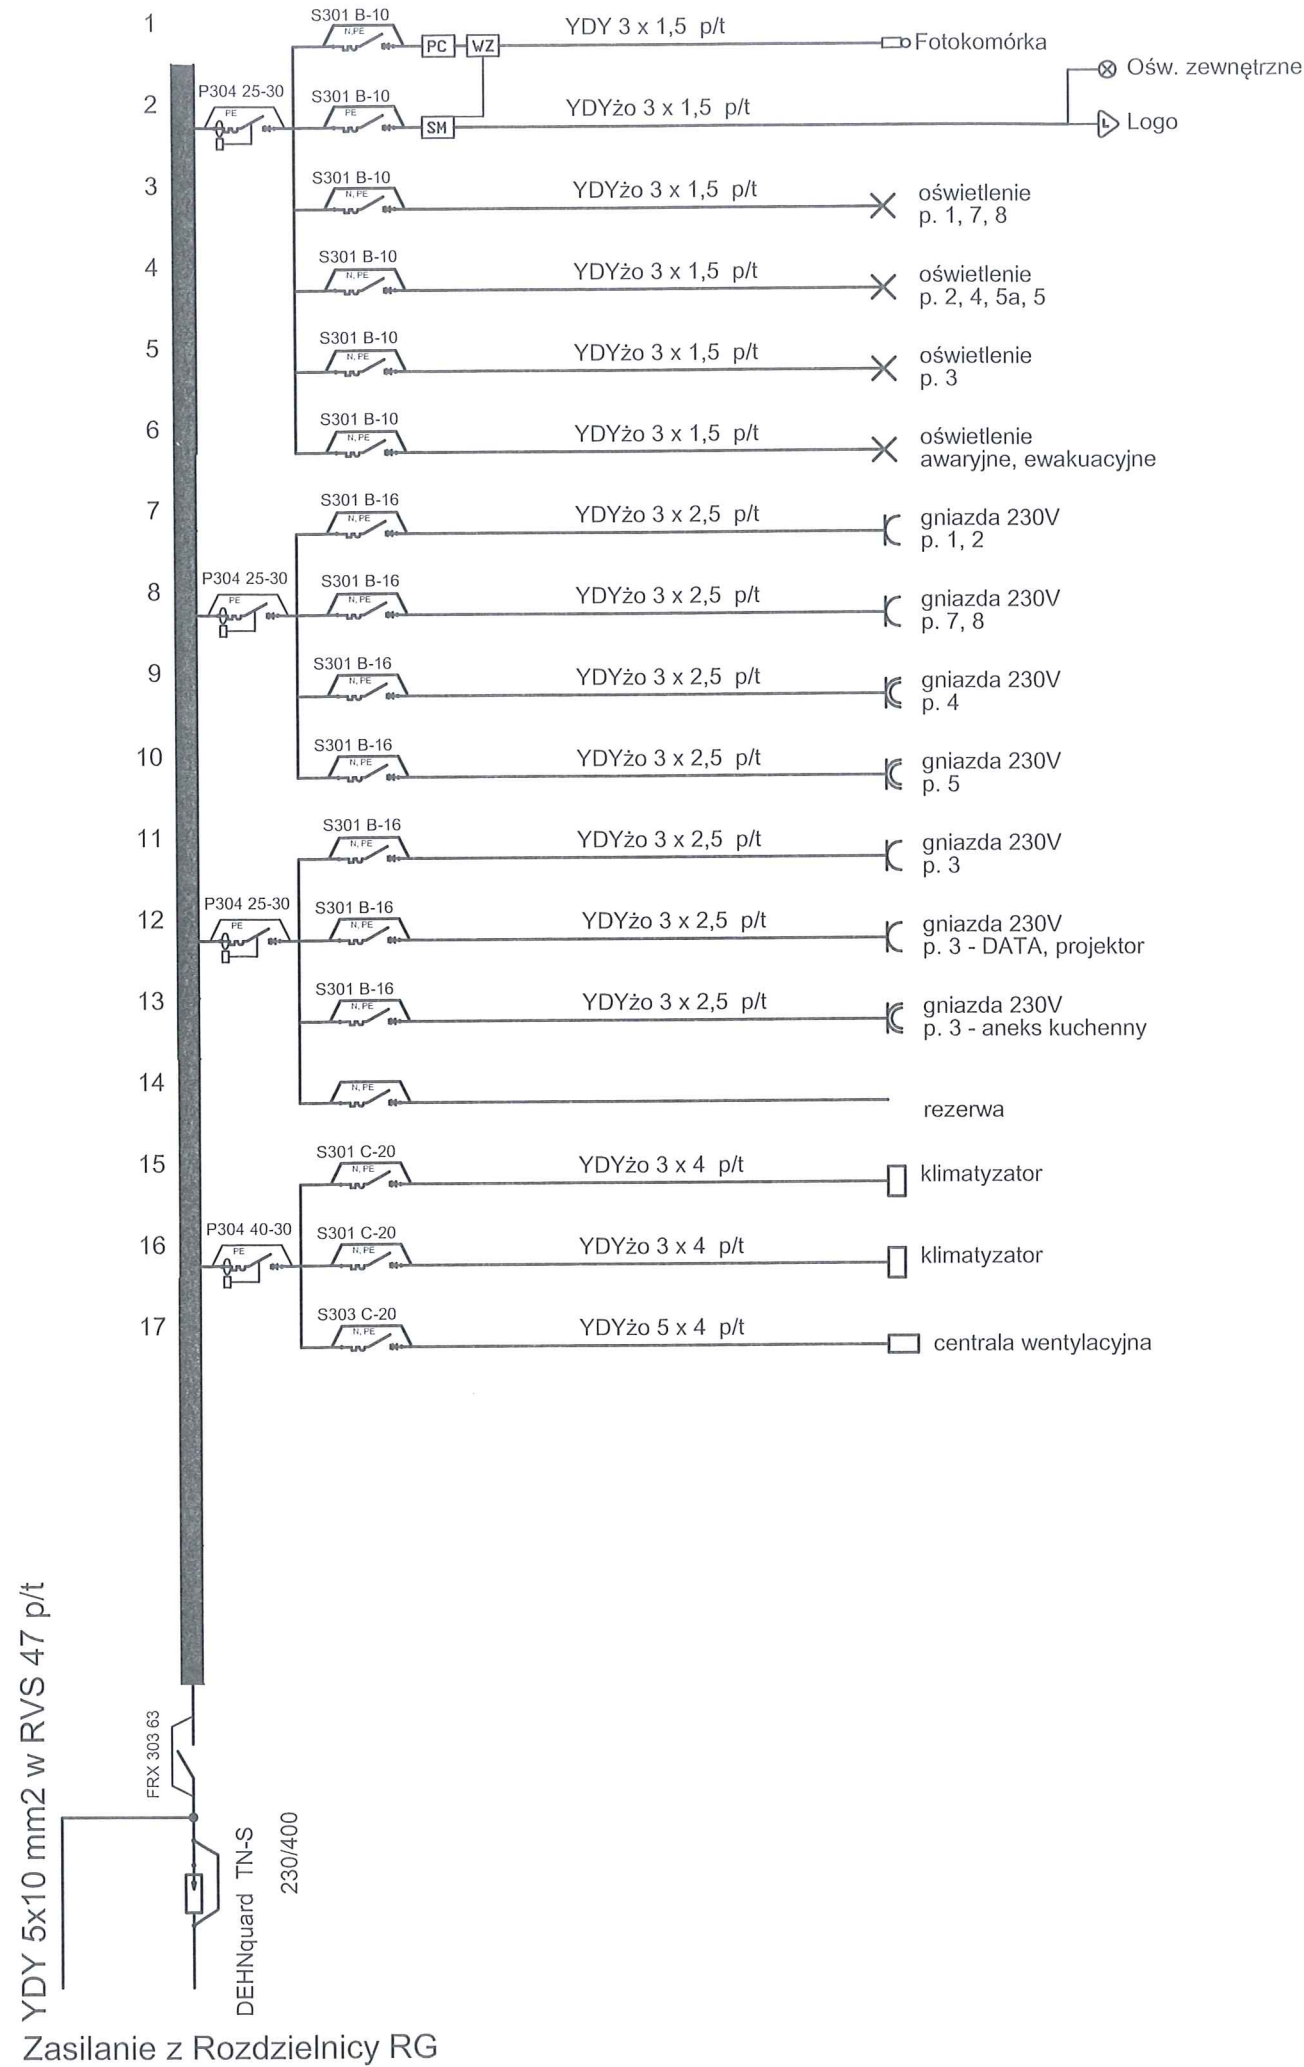 1
S301 B-10
N,PE
PC
WZ
YDY 3 x 1,5 p/t
Fotokomórka
Ośw. zewnętrzne
2
P304 25-30
PE
S301 B-10
PE
SM
YDYżo 3 x 1,5 p/t
L
Logo
3
S301 B-10
N, PE
YDYżo 3 x 1,5 p/t
oświetlenie
p. 1, 7, 8
4
S301 B-10
N, PE
YDYżo 3 x 1,5 p/t
oświetlenie
p. 2, 4, 5a, 5
5
S301 B-10
N, PE
YDYżo 3 x 1,5 p/t
oświetlenie
p. 3
6
S301 B-10
N, PE
YDYżo 3 x 1,5 p/t
oświetlenie
awaryjne, ewakuacyjne
7
S301 B-16
N, PE
YDYżo 3 x 2,5 p/t
gniazda 230V
p. 1, 2
8
P304 25-30
PE
S301 B-16
N, PE
YDYżo 3 x 2,5 p/t
gniazda 230V
p. 7, 8
9
S301 B-16
N, PE
YDYżo 3 x 2,5 p/t
gniazda 230V
p. 4
10
S301 B-16
N, PE
YDYżo 3 x 2,5 p/t
gniazda 230V
p. 5
11
S301 B-16
N, PE
YDYżo 3 x 2,5 p/t
gniazda 230V
p. 3
12
P304 25-30
PE
S301 B-16
N, PE
YDYżo 3 x 2,5 p/t
gniazda 230V
p. 3 - DATA, projektor
13
S301 B-16
N, PE
YDYżo 3 x 2,5 p/t
gniazda 230V
p. 3 - aneks kuchenny
14
N, PE
rezerwa
15
S301 C-20
N, PE
YDYżo 3 x 4 p/t
klimatyzator
16
P304 40-30
PE
S301 C-20
N, PE
YDYżo 3 x 4 p/t
klimatyzator
17
S303 C-20
N, PE
YDYżo 5 x 4 p/t
centrala wentylacyjna
YDY 5x10 mm2 w RVS 47 p/t
FRX 303 63
DEHNquard TN-S
230/400
Zasilanie z Rozdzielnicy RG